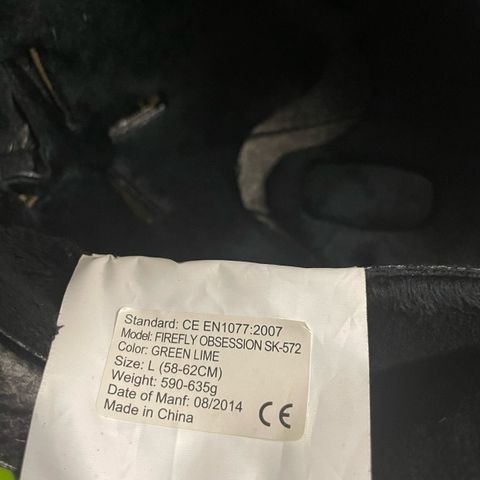 Standard: CE EN1077:2007
Model: FIREFLY OBSESSION SK-572
Color: GREEN LIME
Size: L (58-62CM)
Weight: 590-635g
Date of Manf: 08/2014
Made in China CE